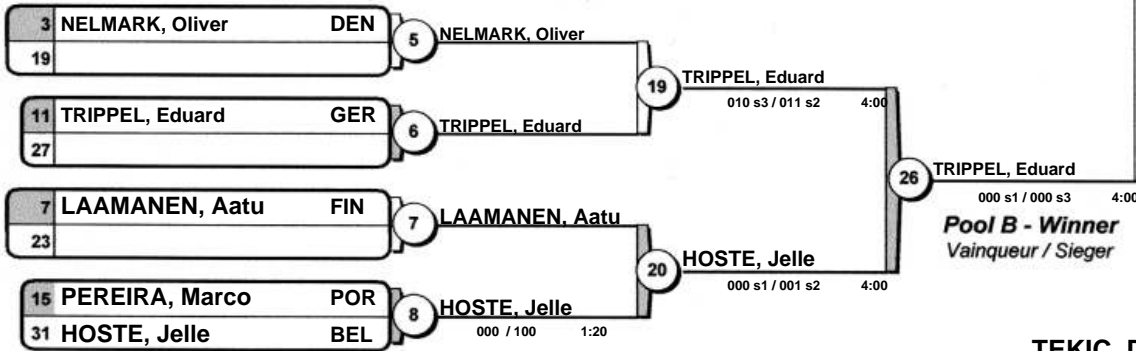 3 NELMARK, Oliver DEN
19
5 NELMARK, Oliver
11 TRIPPEL, Eduard GER
27
6 TRIPPEL, Eduard
19 TRIPPEL, Eduard
010 s3 / 011 s2 4:00
7 LAAMANEN, Aatu FIN
23
7 LAAMANEN, Aatu
15 PEREIRA, Marco POR
31 HOSTE, Jelle BEL
8 HOSTE, Jelle
000 / 100 1:20
20 HOSTE, Jelle
000 s1 / 001 s2 4:00
26 TRIPPEL, Eduard
000 s1 / 000 s3 4:00
Pool B - Winner
Vainqueur / Sieger
TEKIC,